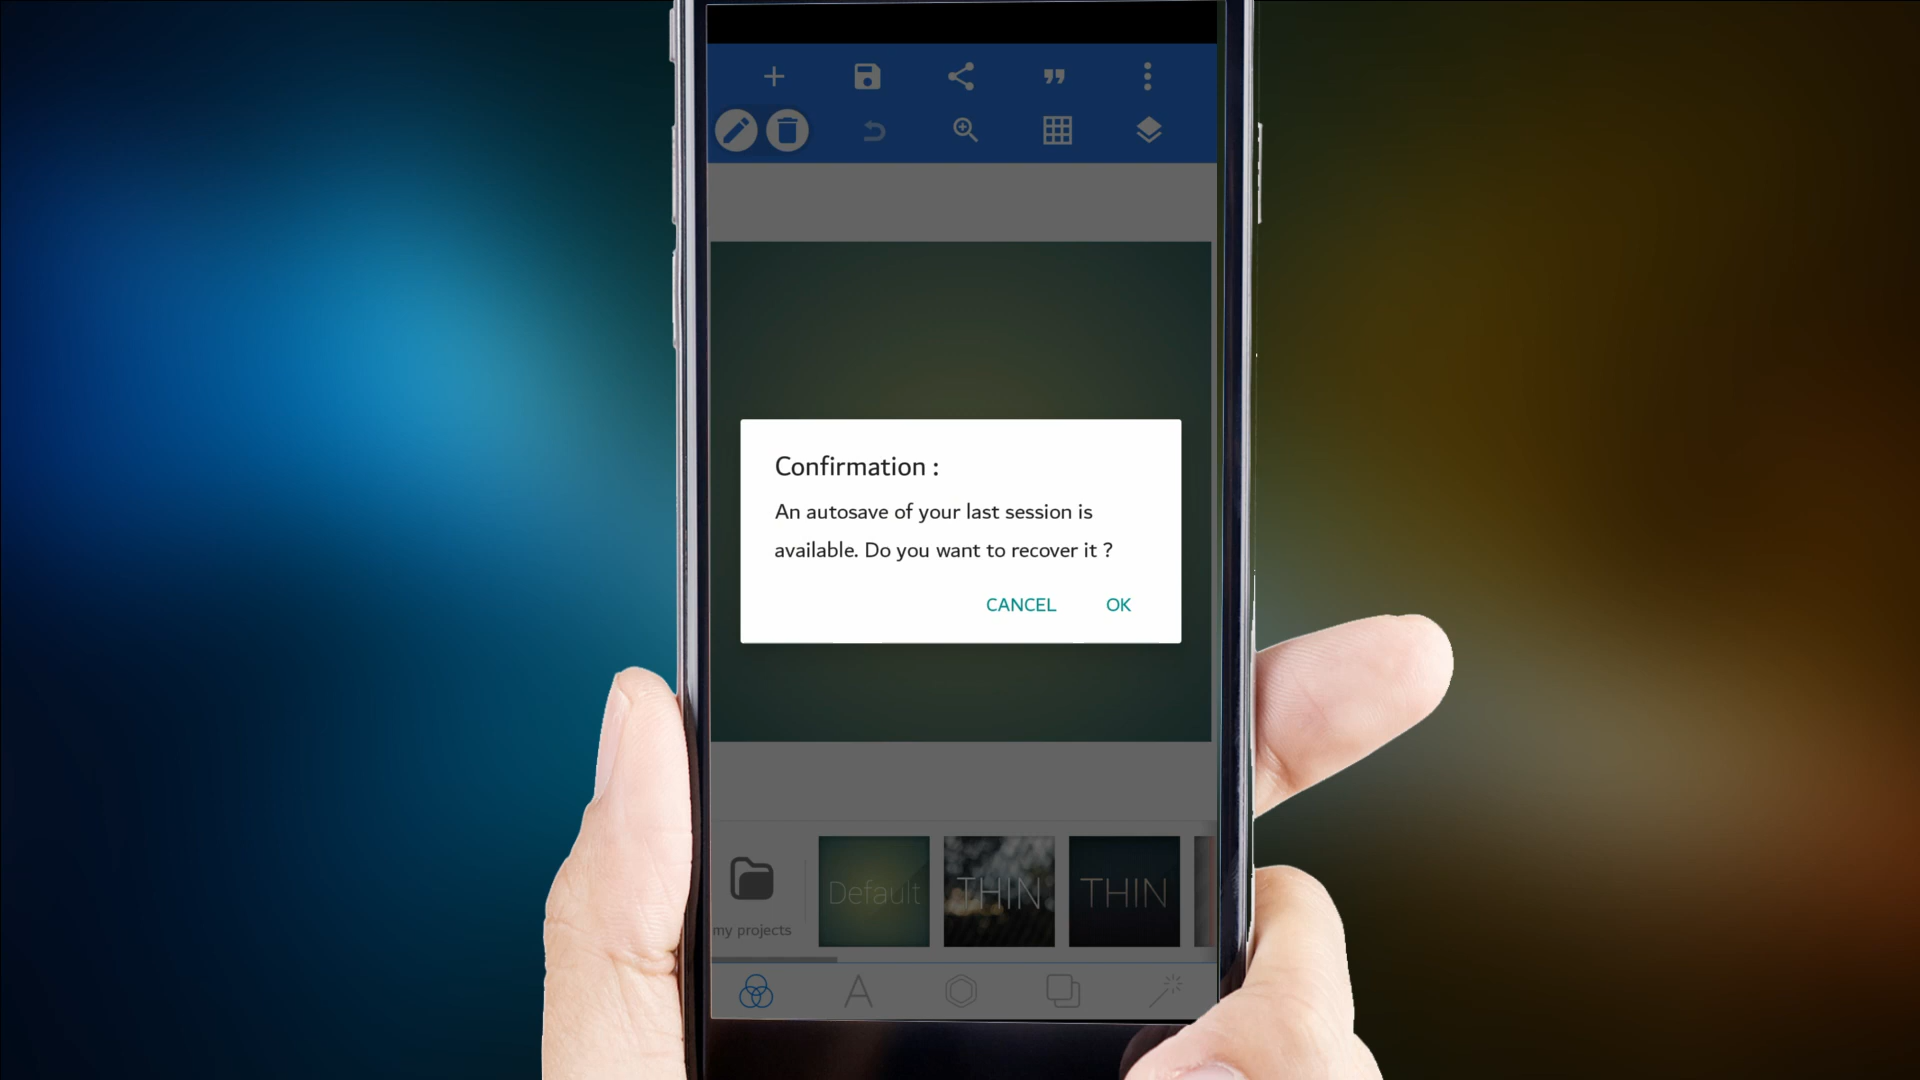 Confirmation :
An autosave of your last session is
available. Do you want to recover it ?
CANCEL OK
my projects
Default
THIN
THIN